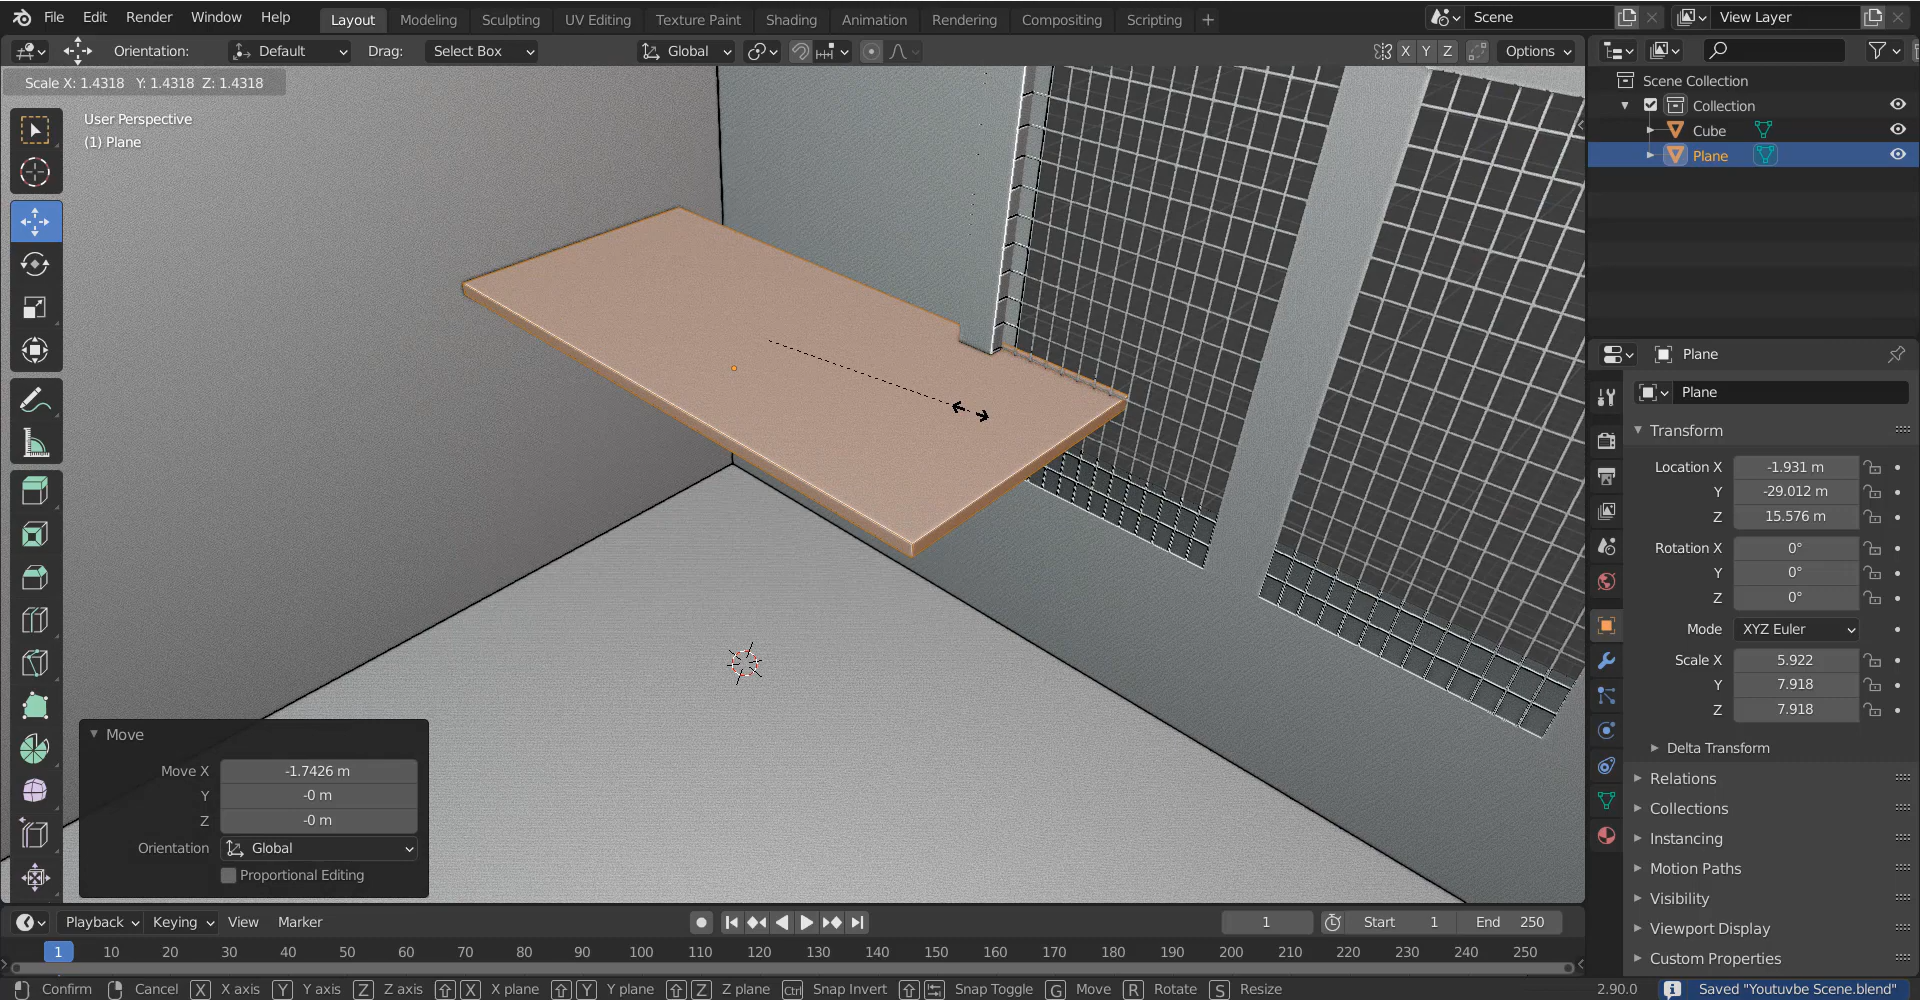 File Edit Render Window Help Layout Modeling Sculpting UV Editing Texture Paint Shading Animation Rendering Compositing Scripting + Scene View Layer
Orientation: Default Drag: Select Box Global X Y Z Options
Scale X: 1.4318 Y: 1.4318 Z: 1.4318
User Perspective
(1) Plane
Scene Collection
Collection
Cube
Plane
Plane
Plane
Transform
Location X -1.931 m
Y -29.012 m
Z 15.576 m
Rotation X 0°
Y 0°
Z 0°
Mode XYZ Euler
Scale X 5.922
Y 7.918
Z 7.918
Delta Transform
Relations
Collections
Instancing
Motion Paths
Visibility
Viewport Display
Custom Properties
Move
Move X -1.7426 m
Y -0 m
Z -0 m
Orientation Global
Proportional Editing
Playback Keying View Marker 1 Start 1 End 250
1 10 20 30 40 50 60 70 80 90 100 110 120 130 140 150 160 170 180 190 200 210 220 230 240 250
Confirm Cancel X X axis Y Y axis Z Z axis X X plane Y Y plane Z Z plane Ctrl Snap Invert Snap Toggle G Move R Rotate S Resize 2.90.0 Saved "Youtuvbe Scene.blend"